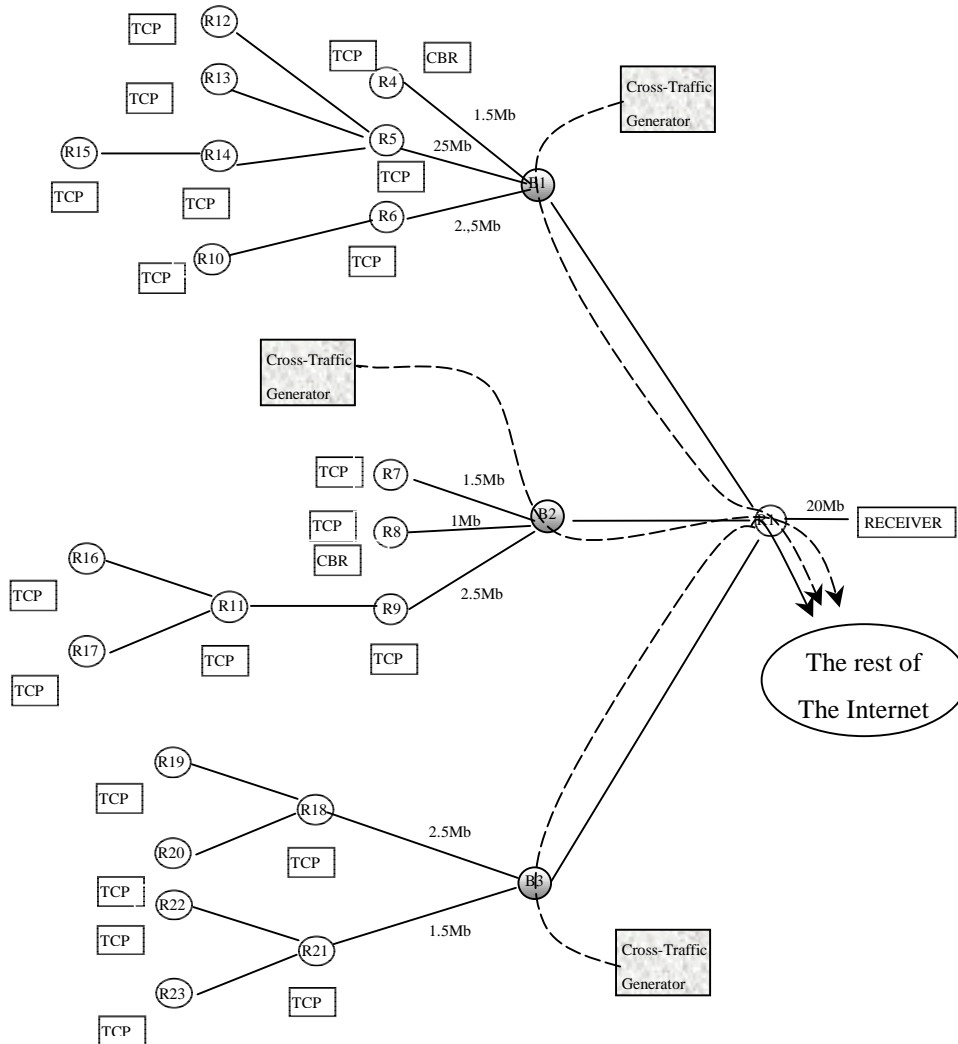 R12
TCP
TCP
CBR
R4
R13
Cross-Traffic
Generator
TCP
1.5Mb
R5
25Mb
R15
R14
TCP
B1
TCP
TCP
R6
2.,5Mb
R10
TCP
TCP
Cross-Traffic
Generator
TCP
R7
1.5Mb
B2
20Mb
RECEIVER
TCP
R8
1Mb
CBR
R16
TCP
2.5Mb
R11
R9
R17
TCP
TCP
TCP
The rest of
The Internet
R19
TCP
R18
2.5Mb
R20
TCP
TCP
R22
B3
TCP
1.5Mb
R21
Cross-Traffic
Generator
R23
TCP
TCP